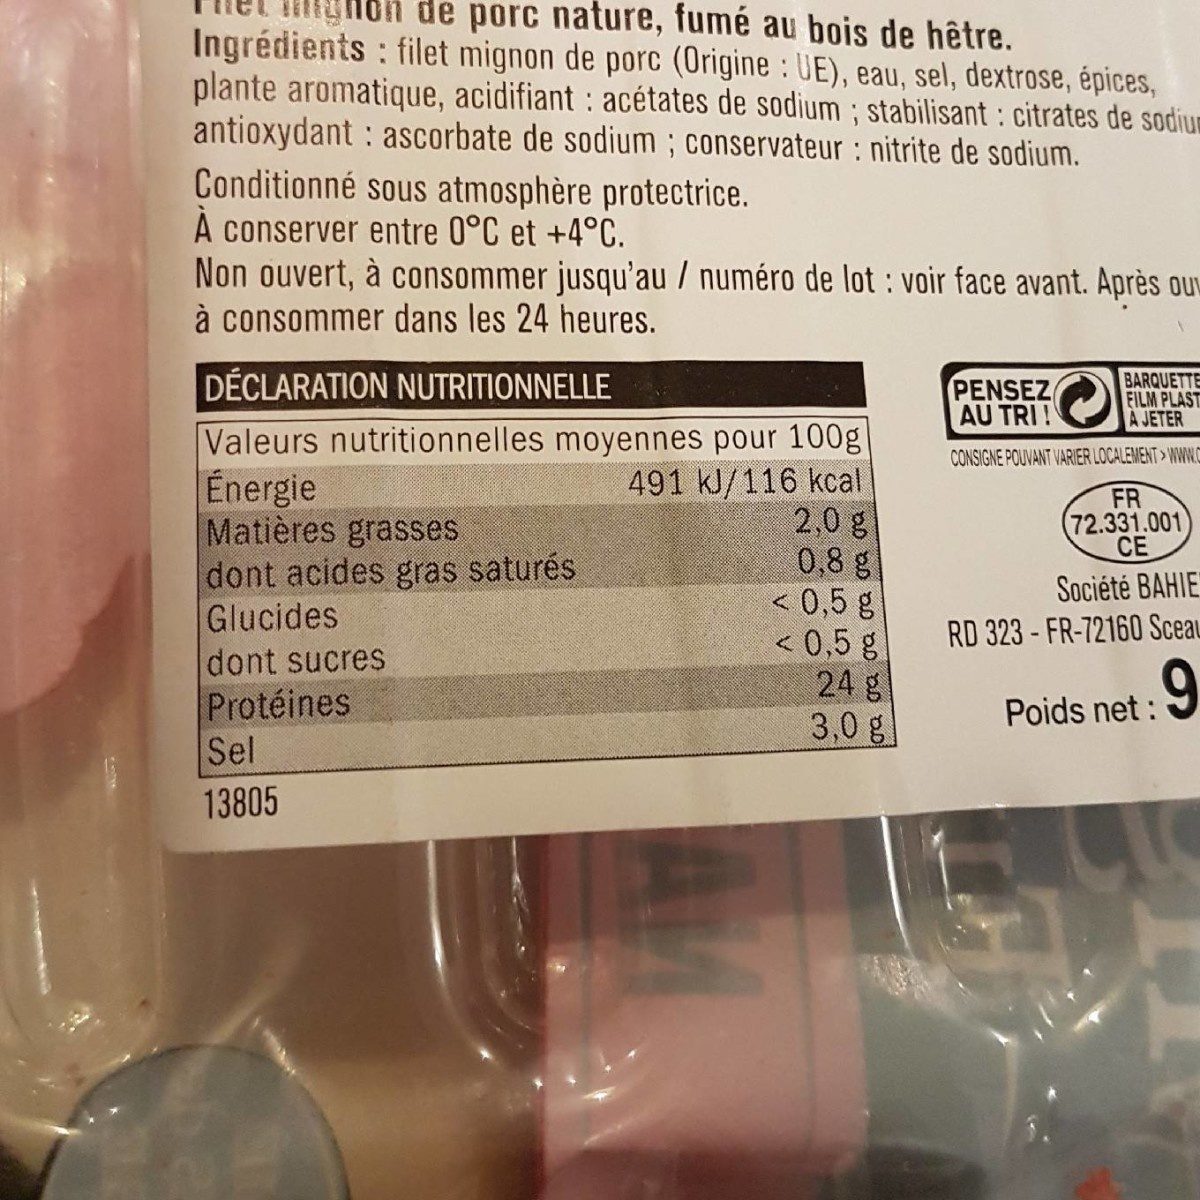 Filet mignon de porc nature, fumé au bois de hêtre.
Ingrédients : filet mignon de porc (Origine : UE), eau, sel, dextrose, épices,
plante aromatique, acidifiant : acétates de sodium ; stabilisant : citrates de
antioxydant : ascorbate de sodium ; conservateur : nitrite de sodium.
Conditionné sous atmosphère protectrice.
À conserver entre 0°C et +4°C.
Non ouvert, à consommer jusqu'au / numéro de lot : voir face avant. Après
à consommer dans les 24 heures.
DÉCLARATION NUTRITIONNELLE
Valeurs nutritionnelles moyennes pour 100g
Énergie 491 kJ/116 kcal
Matières grasses 2,0 g
dont acides gras saturés 0,8 g
Glucides < 0,5 g
dont sucres < 0,5 g
Protéines 24 g
Sel 3,0 g
13805
PENSEZ
AU TRI !
BARQUETTE
FILM PLAST
À JETER
CONSIGNE POUVANT VARIER LOCALEMENT > WWW.
FR
72.331.001
CE
Société BAHIE
RD 323 - FR-72160 Sceau
Poids net : 9